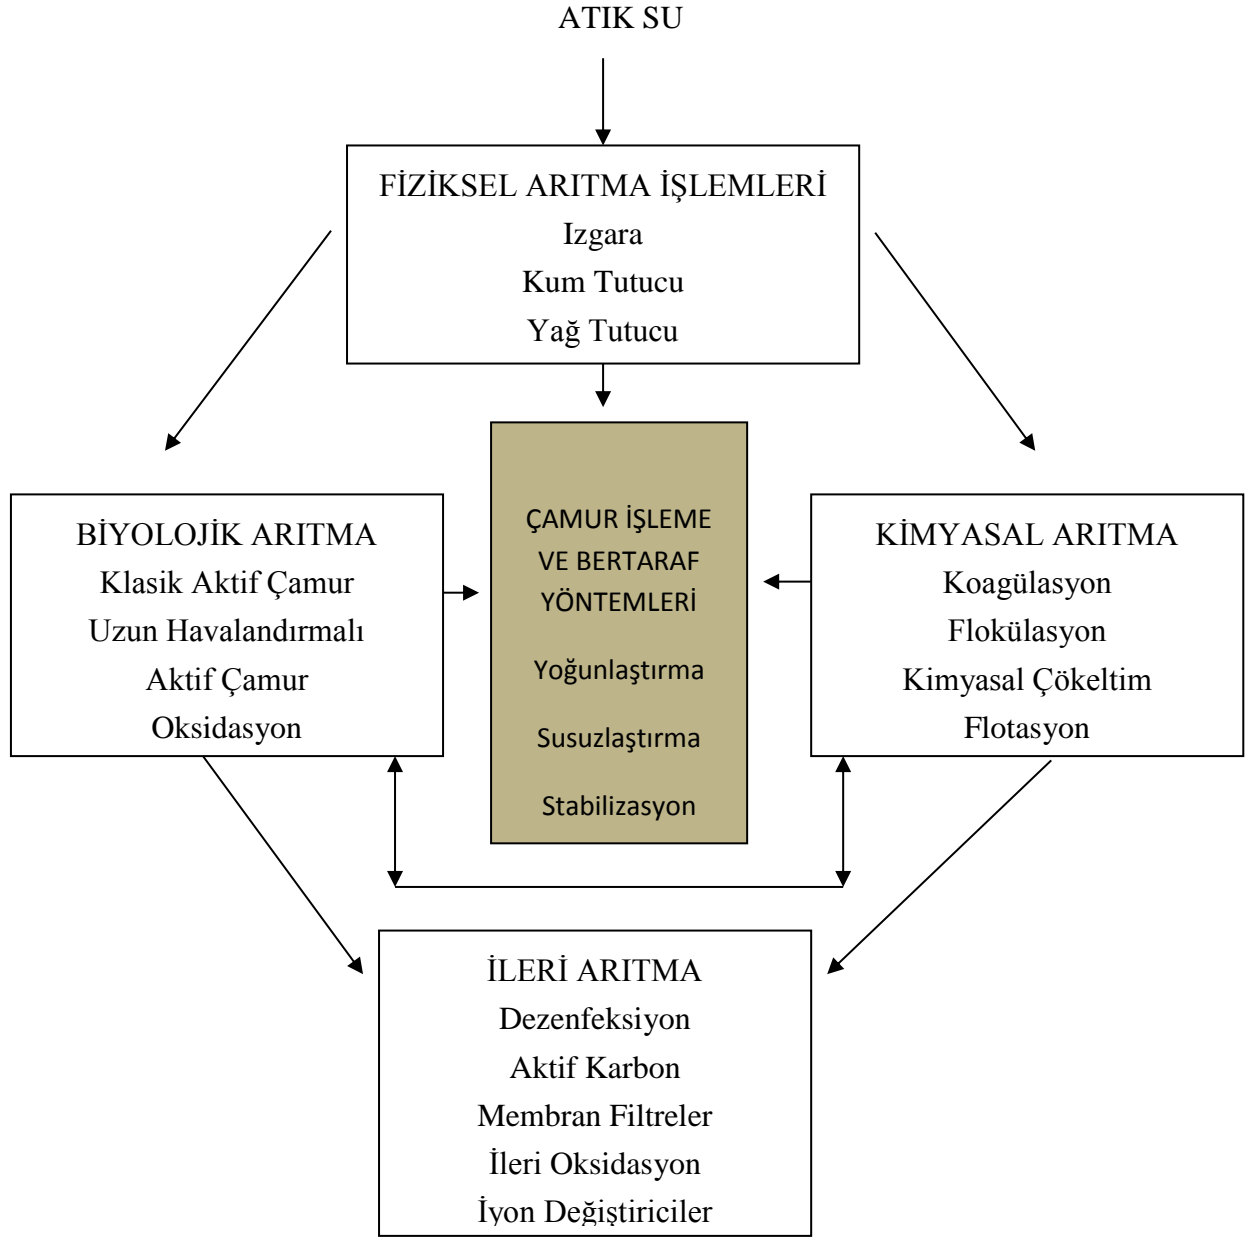 ATIK SU
FİZİKSEL ARITMA İŞLEMLERİ
Izgara
Kum Tutucu
Yağ Tutucu
BİYOLOJİK ARITMA
Klasik Aktif Çamur
Uzun Havalandırmalı
Aktif Çamur
Oksidasyon
ÇAMUR İŞLEME
VE BERTARAF
YÖNTEMLERİ
Yoğunlaştırma
Susuzlaştırma
Stabilizasyon
KİMYASAL ARITMA
Koagülasyon
Flokülasyon
Kimyasal Çökeltim
Flotasyon
İLERİ ARITMA
Dezenfeksiyon
Aktif Karbon
Membran Filtreler
İleri Oksidasyon
İyon Değiştiriciler